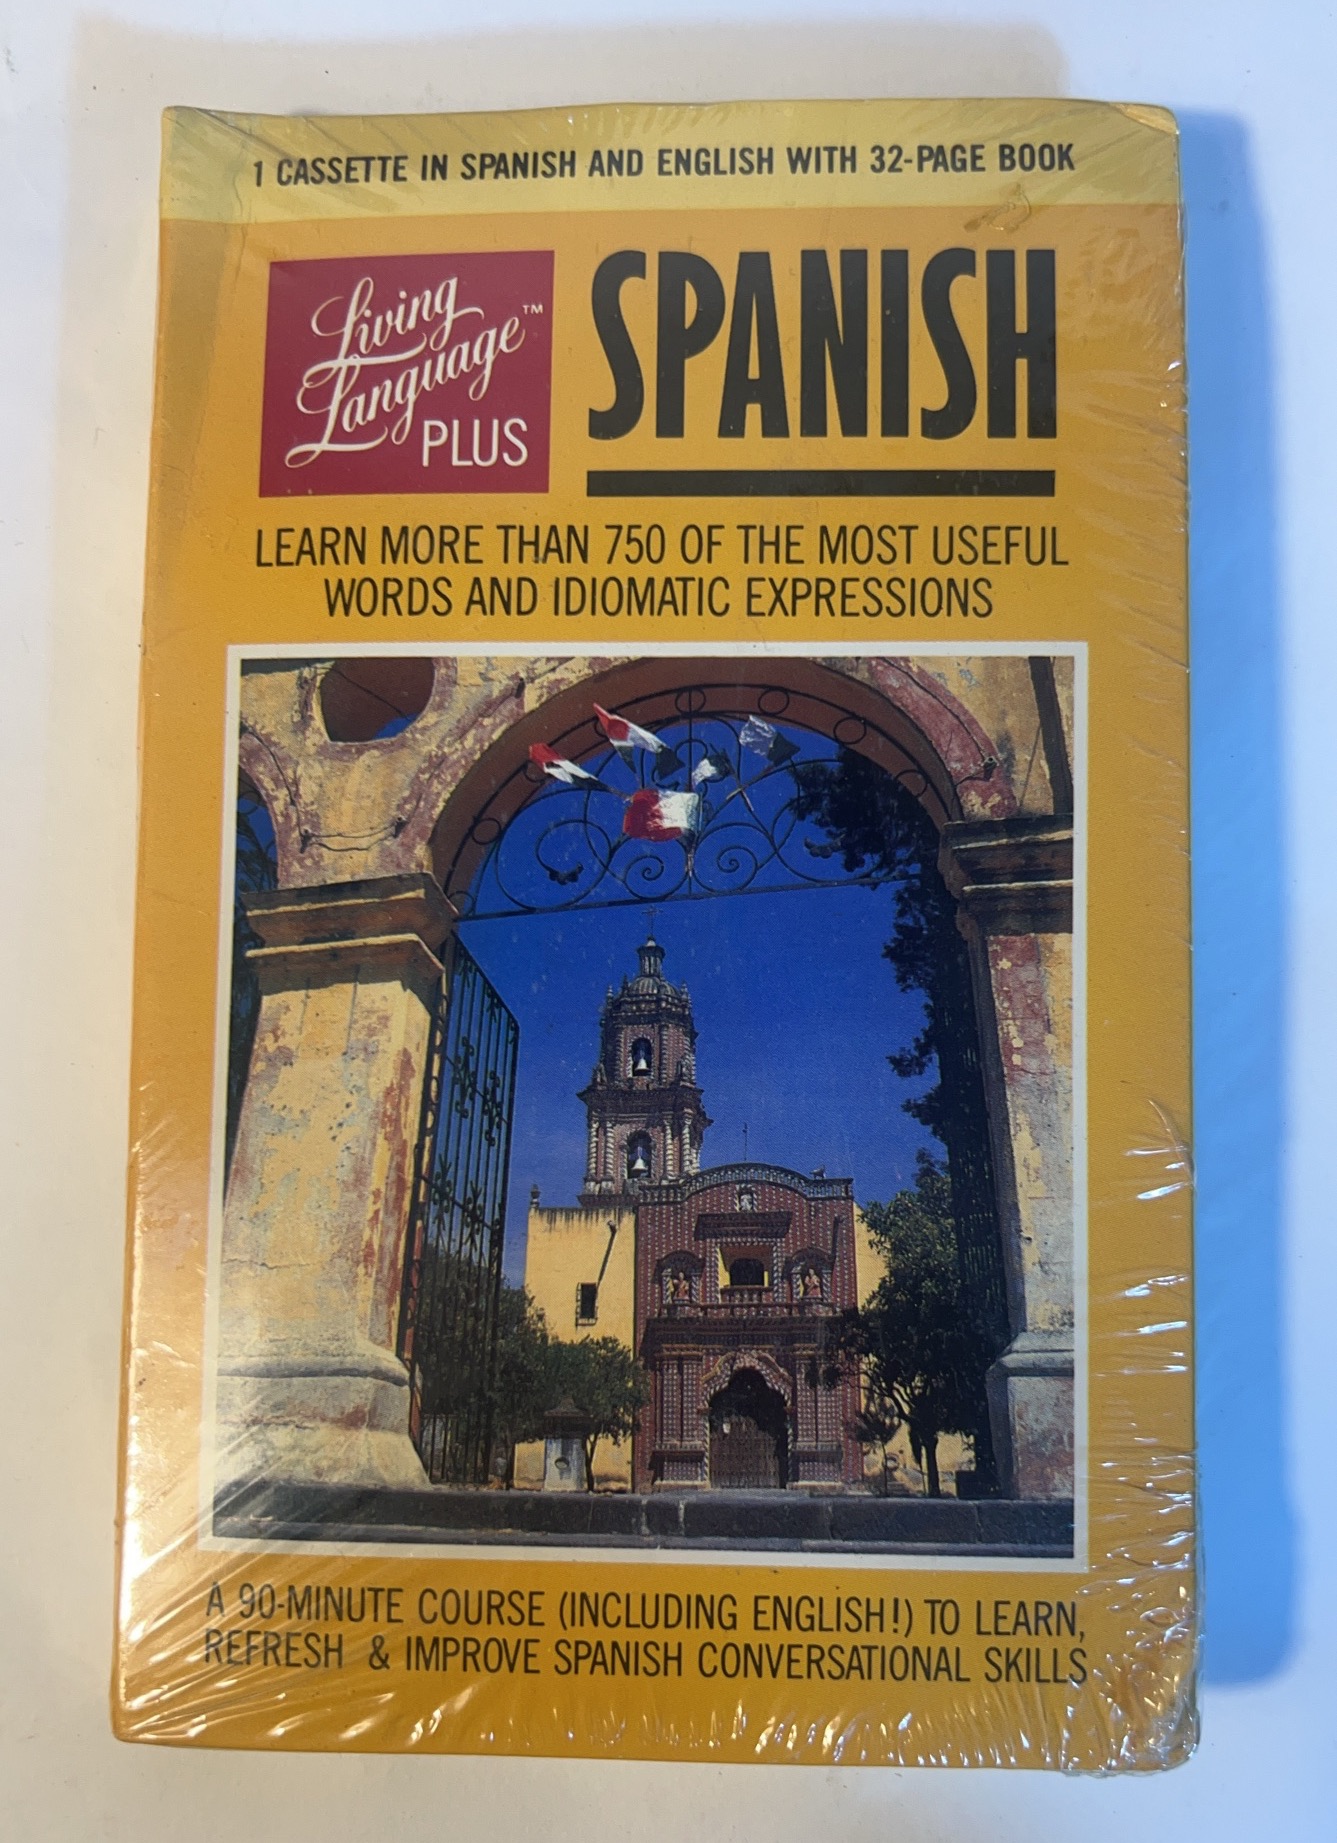 1 CASSETTE IN SPANISH AND ENGLISH WITH 32-PAGE BOOK
Living
Language™
PLUS
SPANISH
LEARN MORE THAN 750 OF THE MOST USEFUL
WORDS AND IDIOMATIC EXPRESSIONS
A 90-MINUTE COURSE (INCLUDING ENGLISH!) TO LEARN,
REFRESH & IMPROVE SPANISH CONVERSATIONAL SKILLS